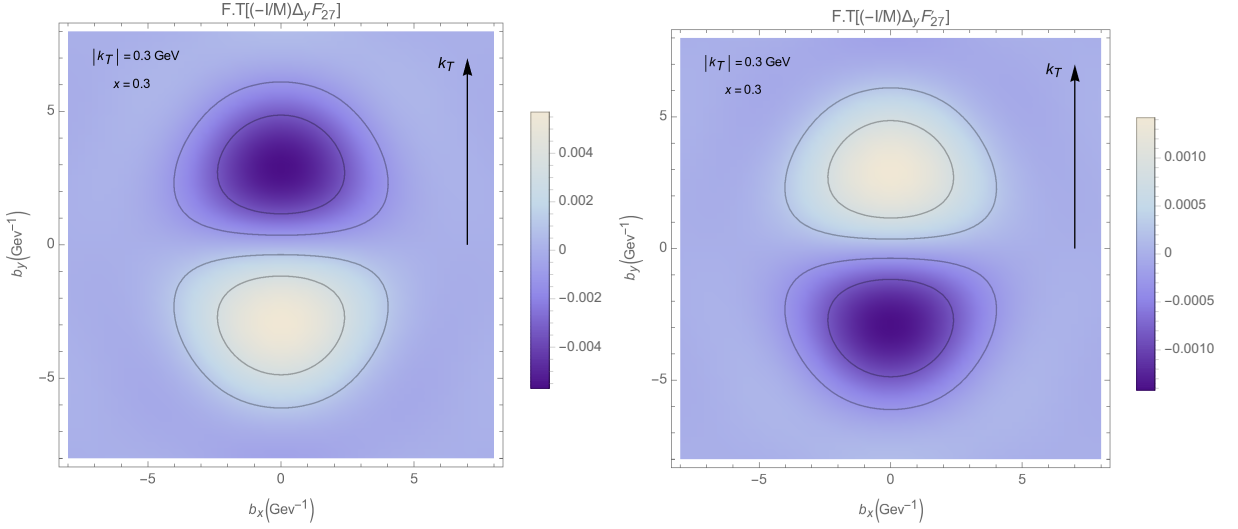 F.T[(−I/M)Δ_y F_27]
|k_T| = 0.3 GeV
x = 0.3
k_T
5
0
−5
b_y(Gev⁻¹)
−5 0 5
b_x(Gev⁻¹)
0.004
0.002
0
−0.002
−0.004
F.T[(−I/M)Δ_y F_27]
|k_T| = 0.3 GeV
x = 0.3
k_T
5
0
−5
b_y(Gev⁻¹)
−5 0 5
b_x(Gev⁻¹)
0.0010
0.0005
0
−0.0005
−0.0010